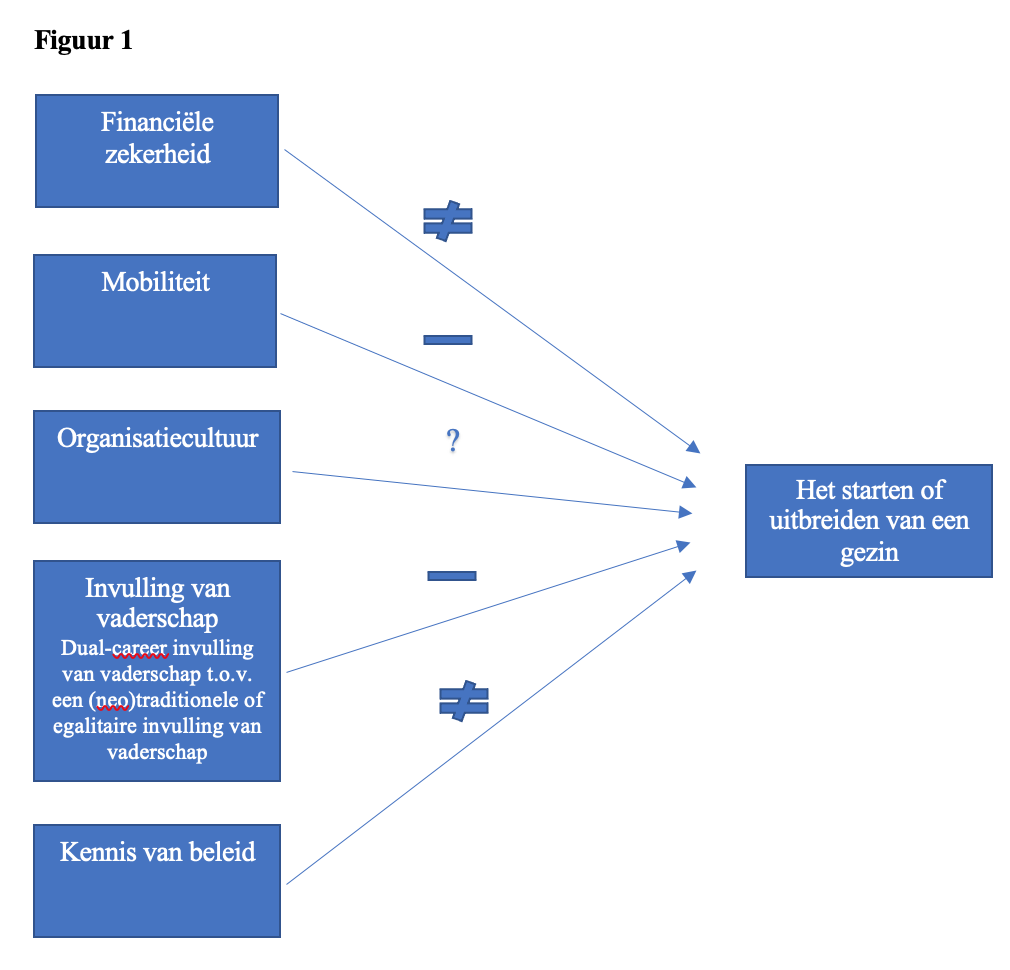 Figuur 1
Financiële
zekerheid
≠
Mobiliteit
–
Organisatiecultuur
?
Het starten of
uitbreiden van een
gezin
Invulling van
vaderschap
Dual-career invulling
van vaderschap t.o.v.
een (neo)traditionele of
egalitaire invulling van
vaderschap
–
≠
Kennis van beleid